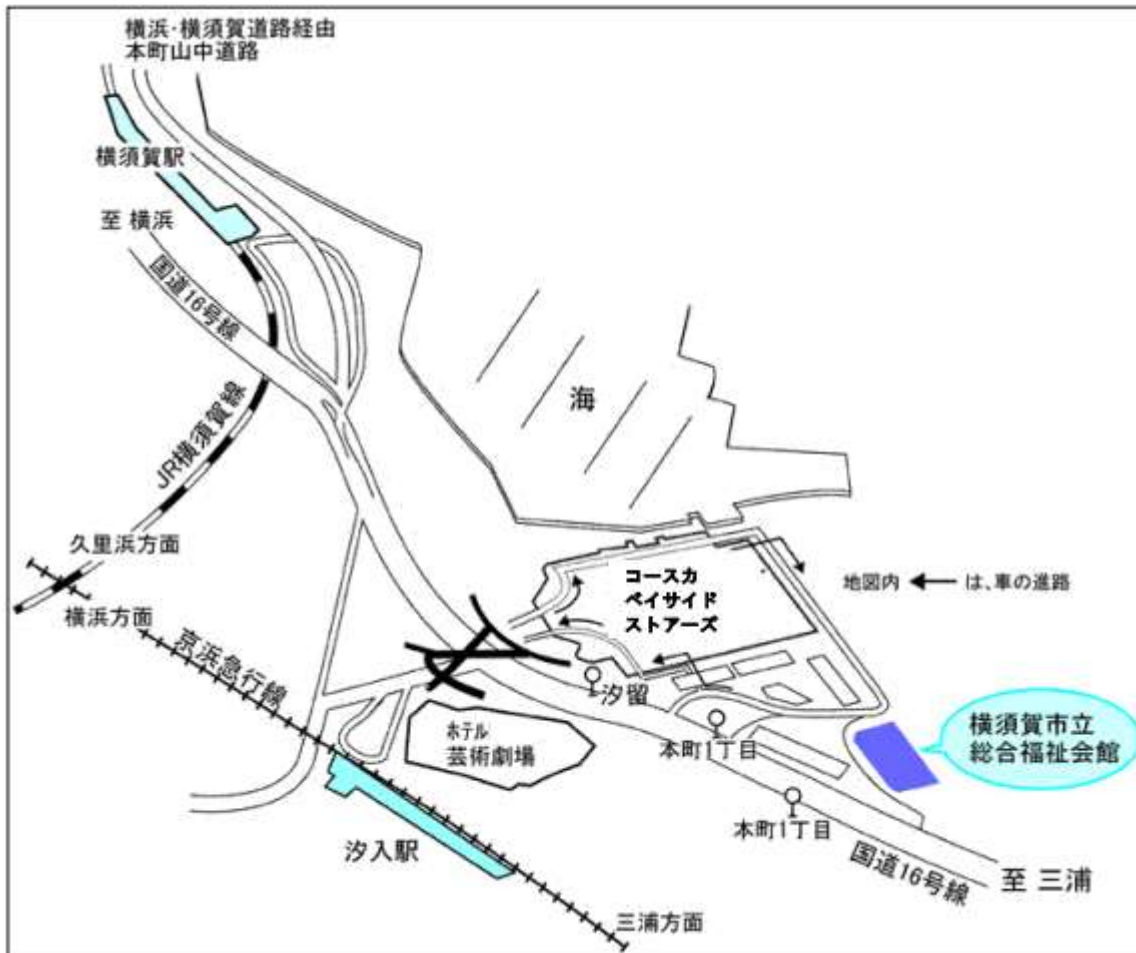 横浜・横須賀道路経由
本町山中道路
横須賀駅
至 横浜
国道16号線
JR横須賀線
海
久里浜方面
横浜方面
京浜急行線
コースカ
ベイサイド
ストアーズ
地図内 ← は、車の進路
汐留
ホテル
芸術劇場
本町1丁目
横須賀市立
総合福祉会館
本町1丁目
汐入駅
国道16号線
至 三浦
三浦方面